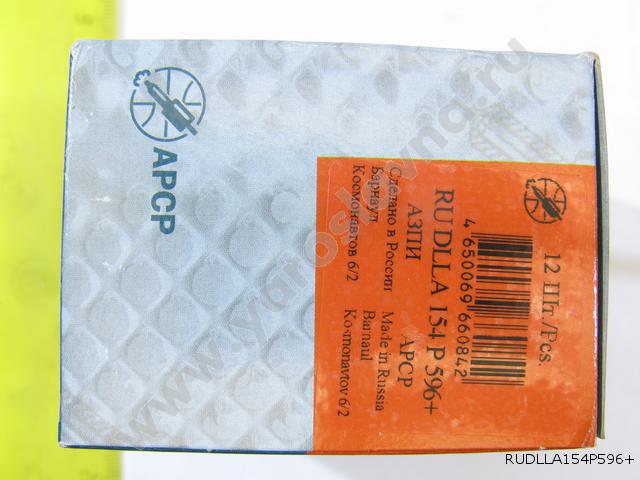 APCP
12 Шт./Pcs.
4 650069 660842
RUDLLA 154 P 596+
АЗПИ APCP
Сделано в России Made in Russia
Барнаул Barnaul
Космонавтов 6/2 Kosmonavtov 6/2
www.yaroslavna.ru
RUDLLA154P596+